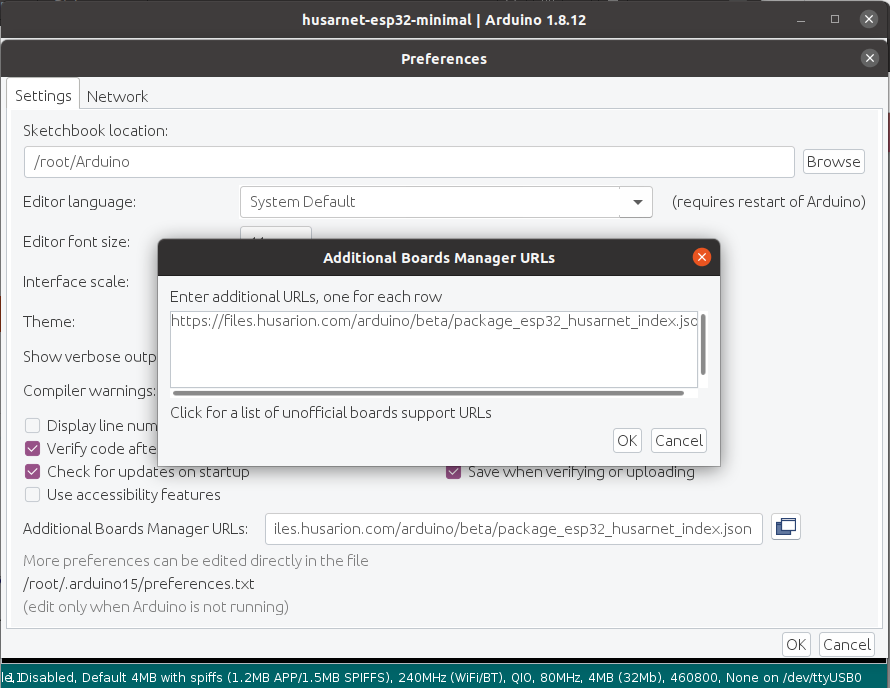 husarnet-esp32-minimal | Arduino 1.8.12
Preferences
Settings Network
Sketchbook location:
/root/Arduino Browse
Editor language: System Default (requires restart of Arduino)
Editor font size:
Additional Boards Manager URLs
Interface scale:
Enter additional URLs, one for each row
https://files.husarion.com/arduino/beta/package_esp32_husarnet_index.jso
Theme:
Show verbose outp
Compiler warnings:
Click for a list of unofficial boards support URLs
Display line num
OK Cancel
Verify code afte
Check for updates on startup Save when verifying or uploading
Use accessibility features
Additional Boards Manager URLs: iles.husarion.com/arduino/beta/package_esp32_husarnet_index.json
More preferences can be edited directly in the file
/root/.arduino15/preferences.txt
(edit only when Arduino is not running)
OK Cancel
Disabled, Default 4MB with spiffs (1.2MB APP/1.5MB SPIFFS), 240MHz (WiFi/BT), QIO, 80MHz, 4MB (32Mb), 460800, None on /dev/ttyUSB0